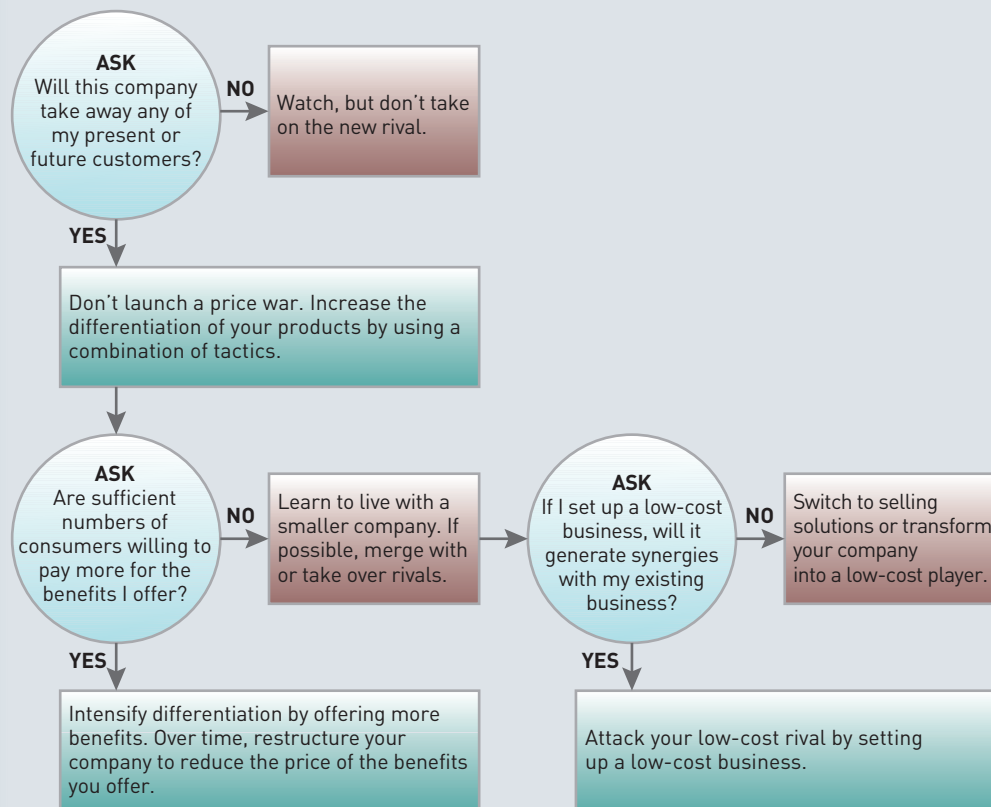 ASK
Will this company
take away any of
my present or
future customers?
NO
Watch, but don't take
on the new rival.
YES
Don't launch a price war. Increase the
differentiation of your products by using a
combination of tactics.
ASK
Are sufficient
numbers of
consumers willing to
pay more for the
benefits I offer?
NO
Learn to live with a
smaller company. If
possible, merge with
or take over rivals.
ASK
If I set up a low-cost
business, will it
generate synergies
with my existing
business?
NO
Switch to selling
solutions or transform
your company
into a low-cost player.
YES
Intensify differentiation by offering more
benefits. Over time, restructure your
company to reduce the price of the benefits
you offer.
YES
Attack your low-cost rival by setting
up a low-cost business.